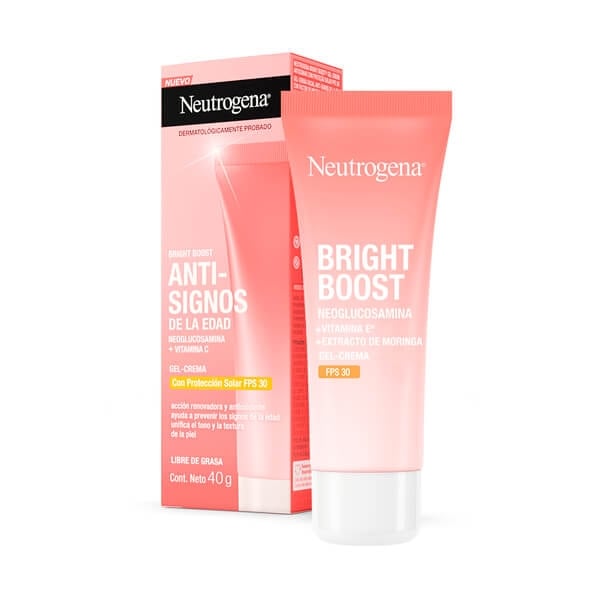 NUEVO
Neutrogena®
DERMATOLÓGICAMENTE PROBADO
BRIGHT BOOST
ANTI-
SIGNOS
DE LA EDAD
NEOGLUCOSAMINA
+ VITAMINA C
GEL-CREMA
Con Protección Solar FPS 30
acción renovadora y antioxidante
ayuda a prevenir los signos de la edad
unifica el tono y la textura
de la piel
LIBRE DE GRASA
Cont. Neto 40g
Neutrogena®
BRIGHT
BOOST
NEOGLUCOSAMINA
+VITAMINA E*
+EXTRACTO DE MORINGA
GEL-CREMA
FPS 30